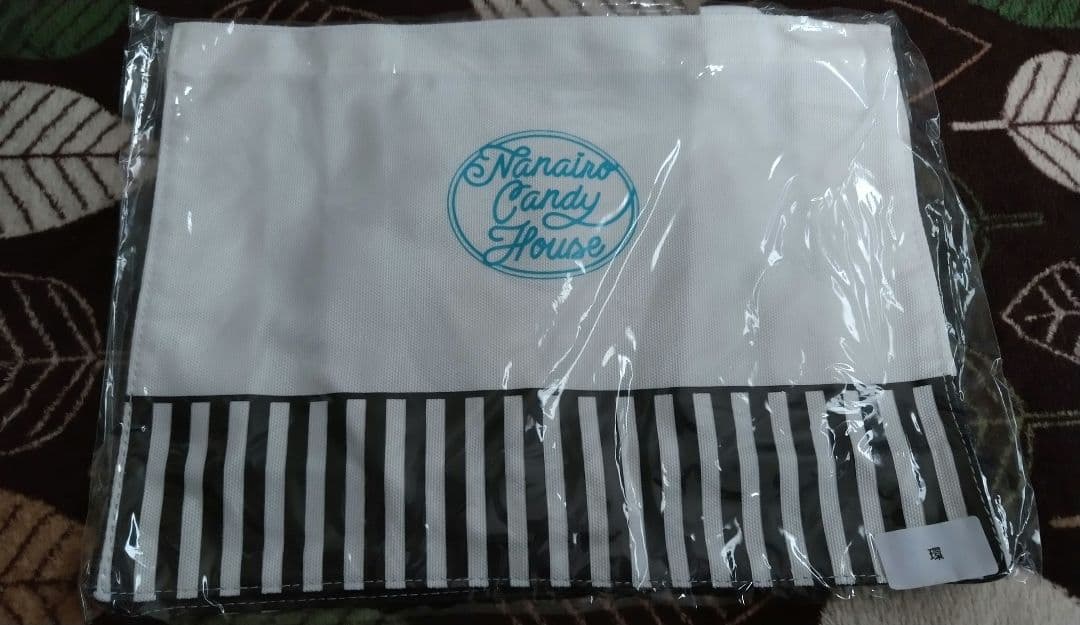 Nanairo
Candy
House
環